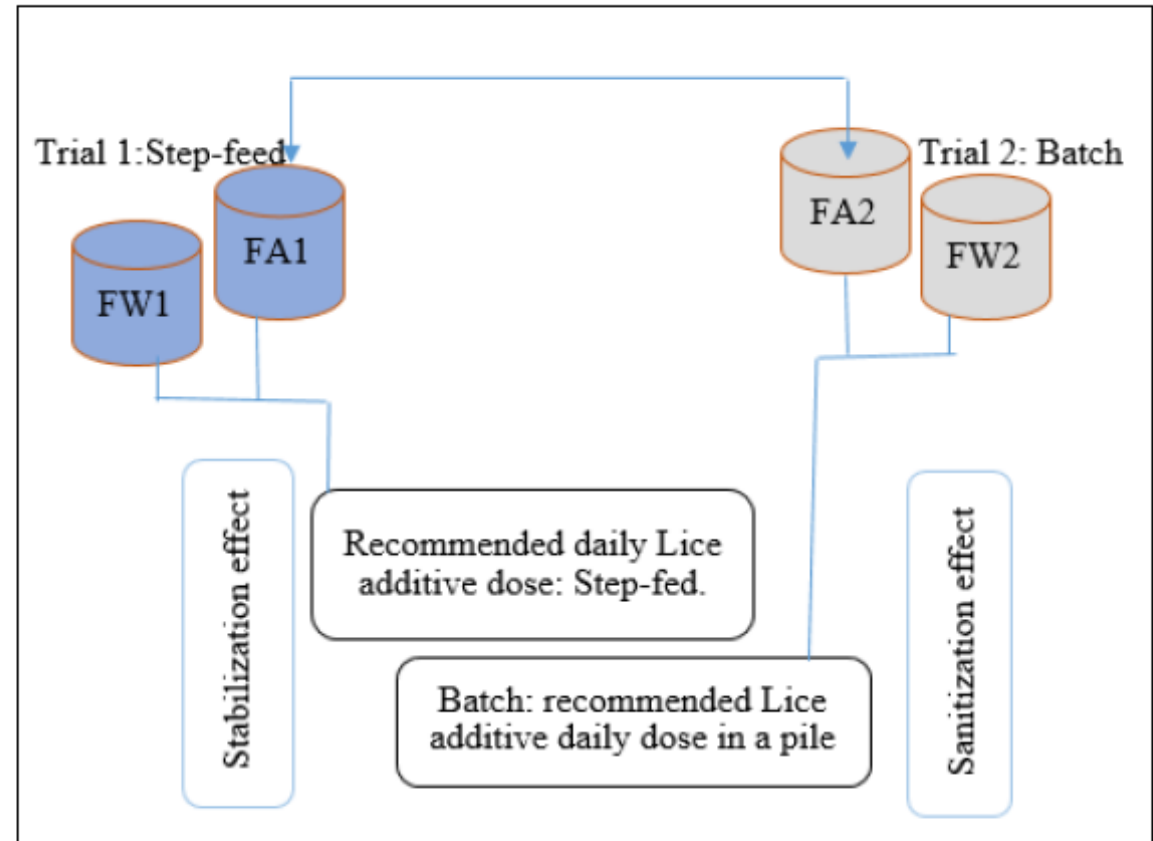 Trial 1:Step-feed
Trial 2: Batch
FA1
FW1
FA2
FW2
Stabilization effect
Recommended daily Lice
additive dose: Step-fed.
Batch: recommended Lice
additive daily dose in a pile
Sanitization effect